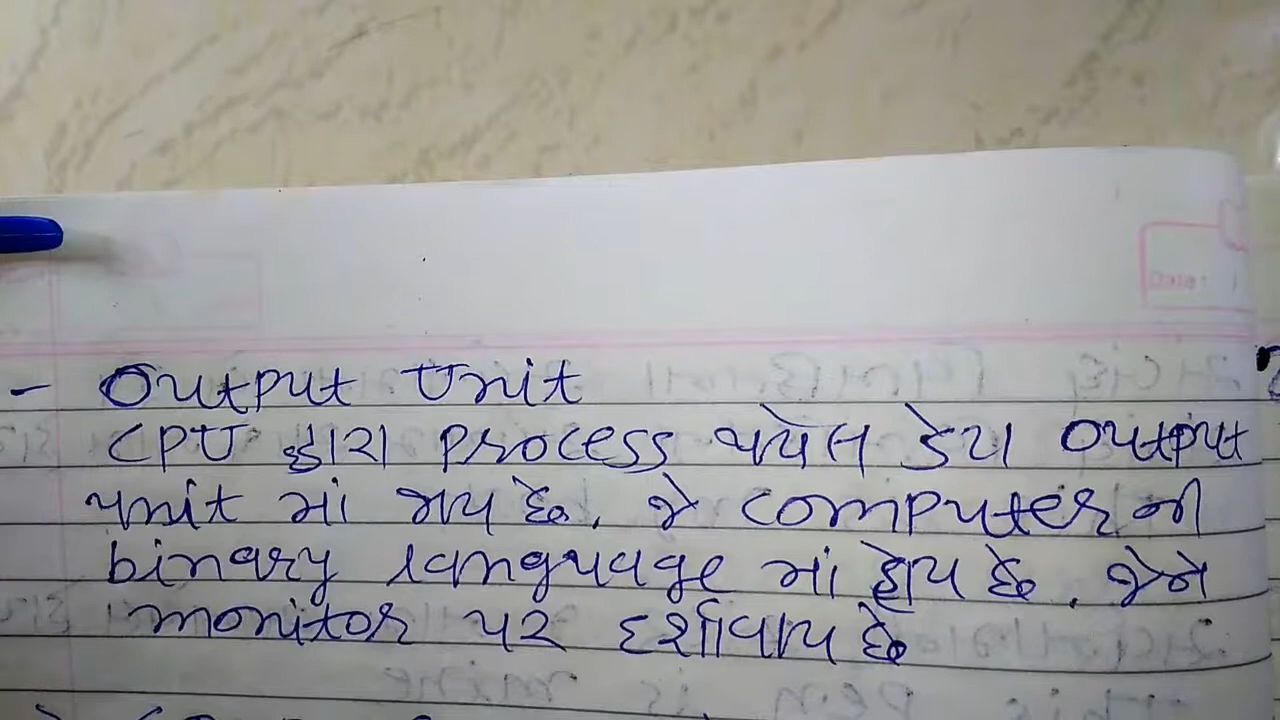 - Output Unit
CPU દ્વારા process થયેલ ડેટા output
unit માં જાય છે. જે computer ની
binary language માં હોય છે. જેને
monitor પર દર્શાવાય છે